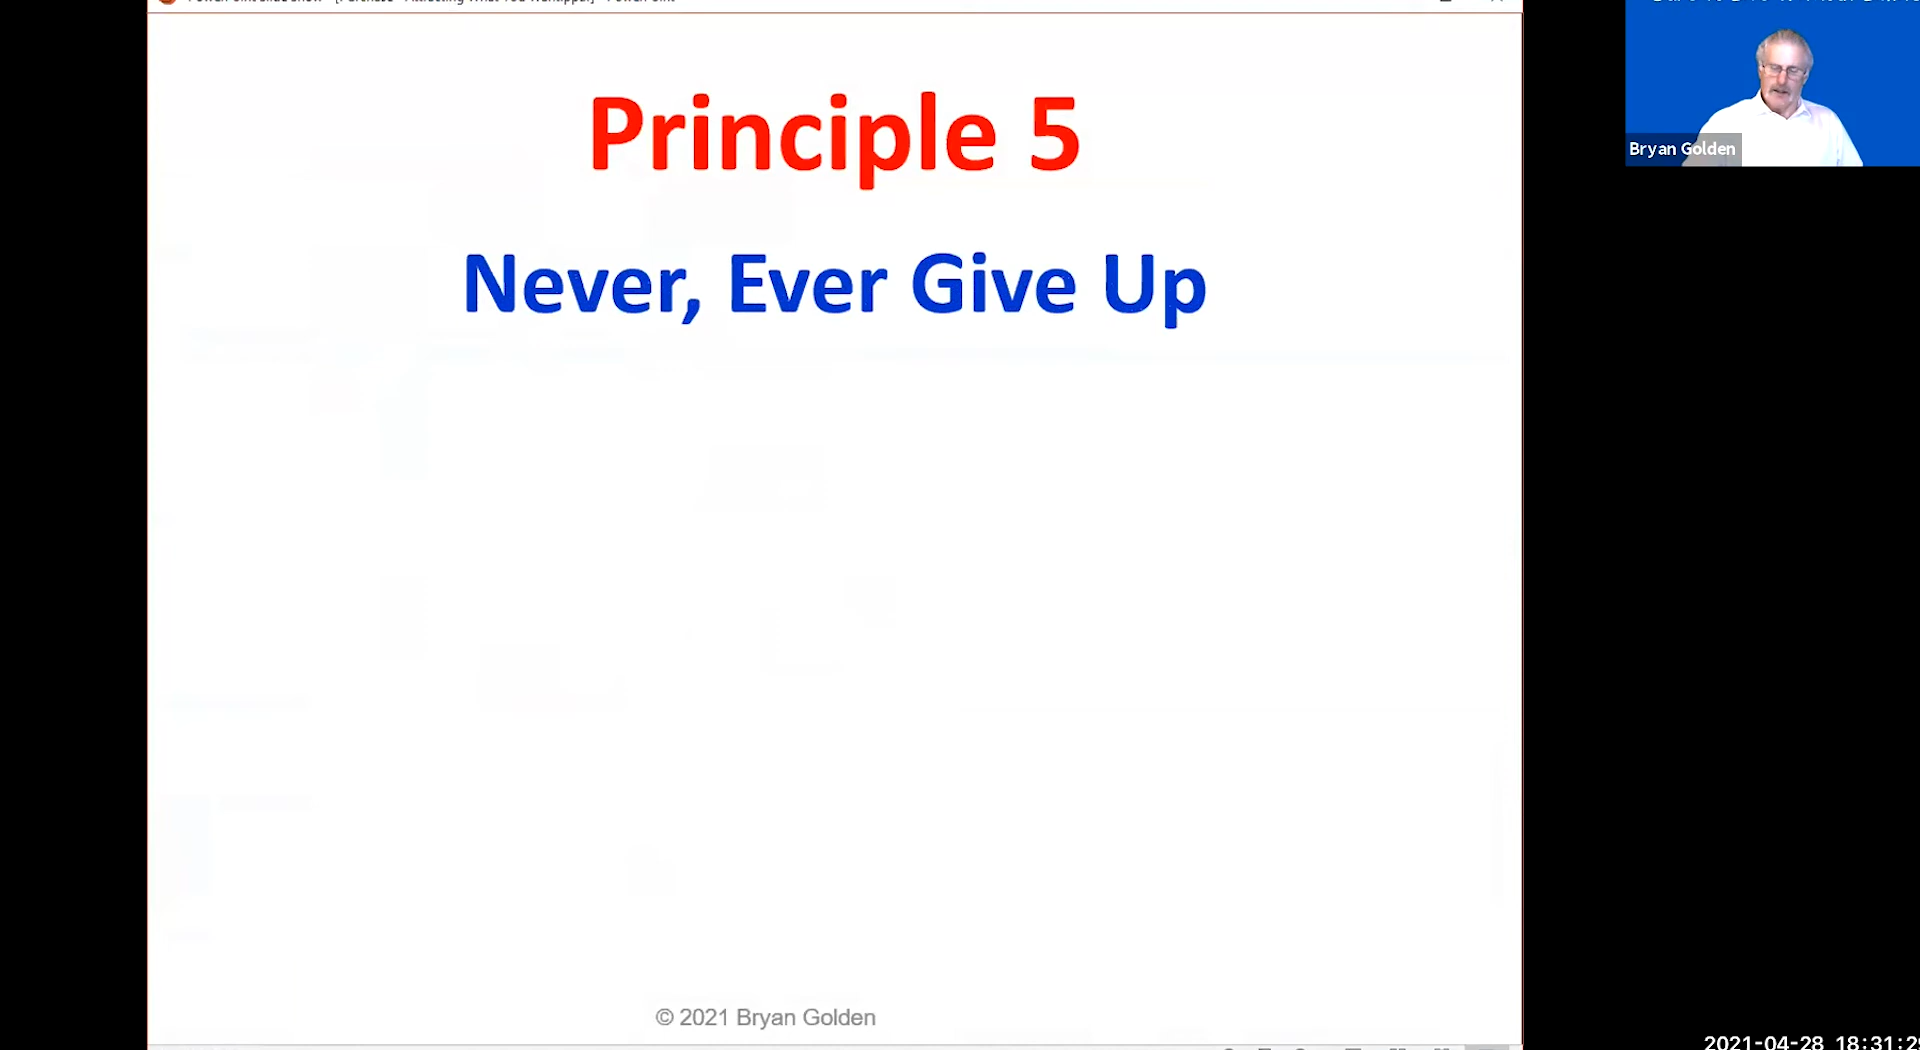 Principle 5
Never, Ever Give Up
Bryan Golden
© 2021 Bryan Golden
2021-04-28 18:31:2